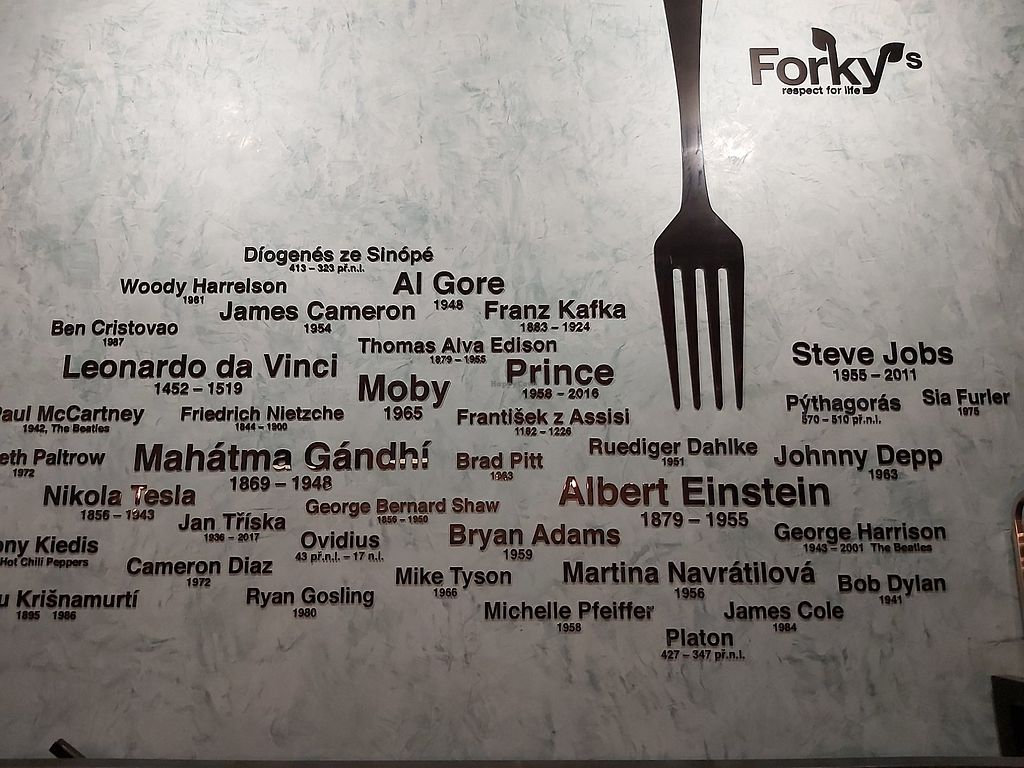 Forky's
respect for life
Díogenés ze Sinópé
413 – 323 př.n.l.
Woody Harrelson
1961
Al Gore
1948
James Cameron
1954
Franz Kafka
1883 – 1924
Ben Cristovao
1987
Thomas Alva Edison
1879 – 1955
Leonardo da Vinci
1452 – 1519
Prince
1958 – 2016
Steve Jobs
1955 – 2011
Moby
1965
Sia Furler
1975
Pýthagorás
570 – 510 př.n.l.
Paul McCartney
1942, The Beatles
Friedrich Nietzche
1844 – 1900
František z Assisi
1182 – 1226
eth Paltrow
1972
Mahátma Gándhí
1869 – 1948
Brad Pitt
1963
Ruediger Dahlke
1951
Johnny Depp
1963
Nikola Tesla
1856 – 1943
George Bernard Shaw
1856 – 1950
Albert Einstein
1879 – 1955
Jan Tříska
1936 – 2017
Ovidius
43 př.n.l. – 17 n.l.
Bryan Adams
1959
George Harrison
1943 – 2001 The Beatles
ony Kiedis
Hot Chili Peppers
Cameron Diaz
1972
Mike Tyson
1966
Martina Navrátilová
1956
Bob Dylan
1941
u Krišnamurtí
1895 1986
Ryan Gosling
1980
Michelle Pfeiffer
1958
James Cole
1984
Platon
427 – 347 př.n.l.